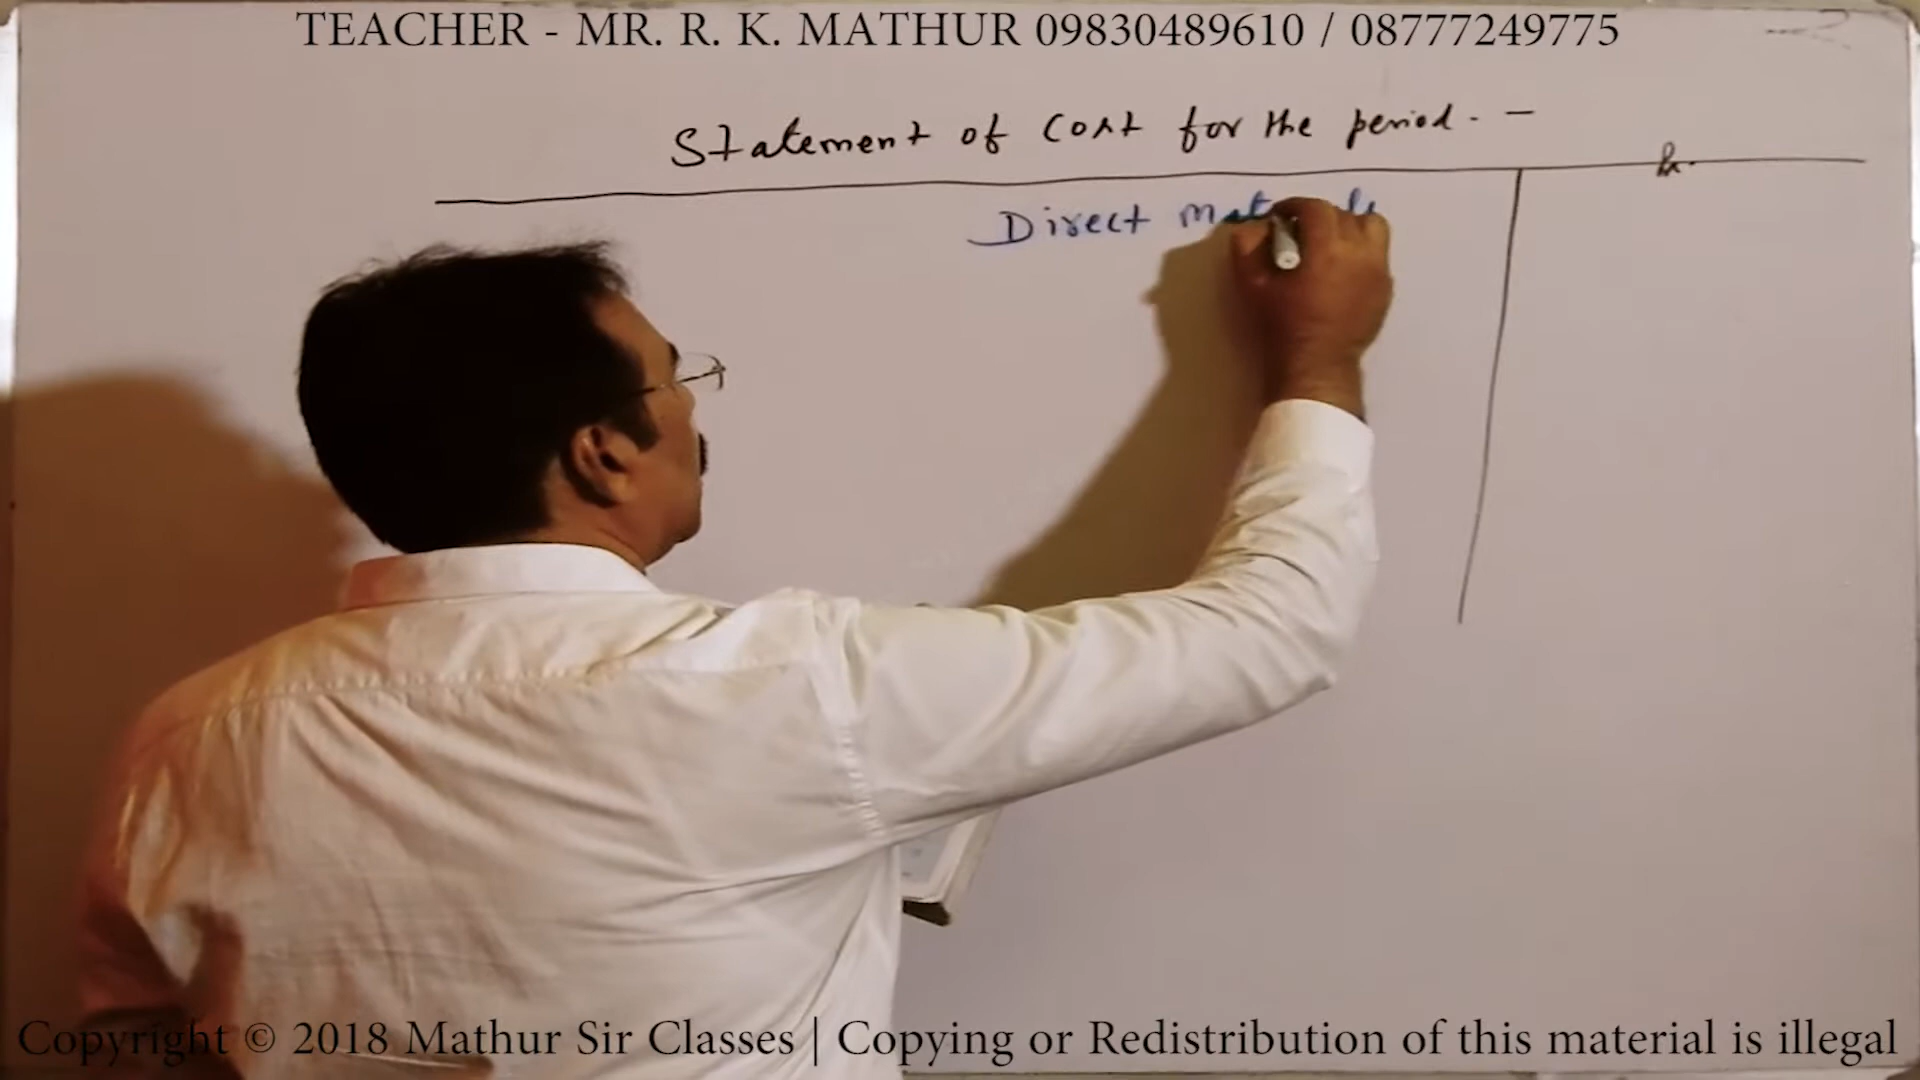 TEACHER - MR. R. K. MATHUR 09830489610 / 08777249775
Statement of Cost for the period. -
Rs.
Direct Materials
Copyright © 2018 Mathur Sir Classes | Copying or Redistribution of this material is illegal